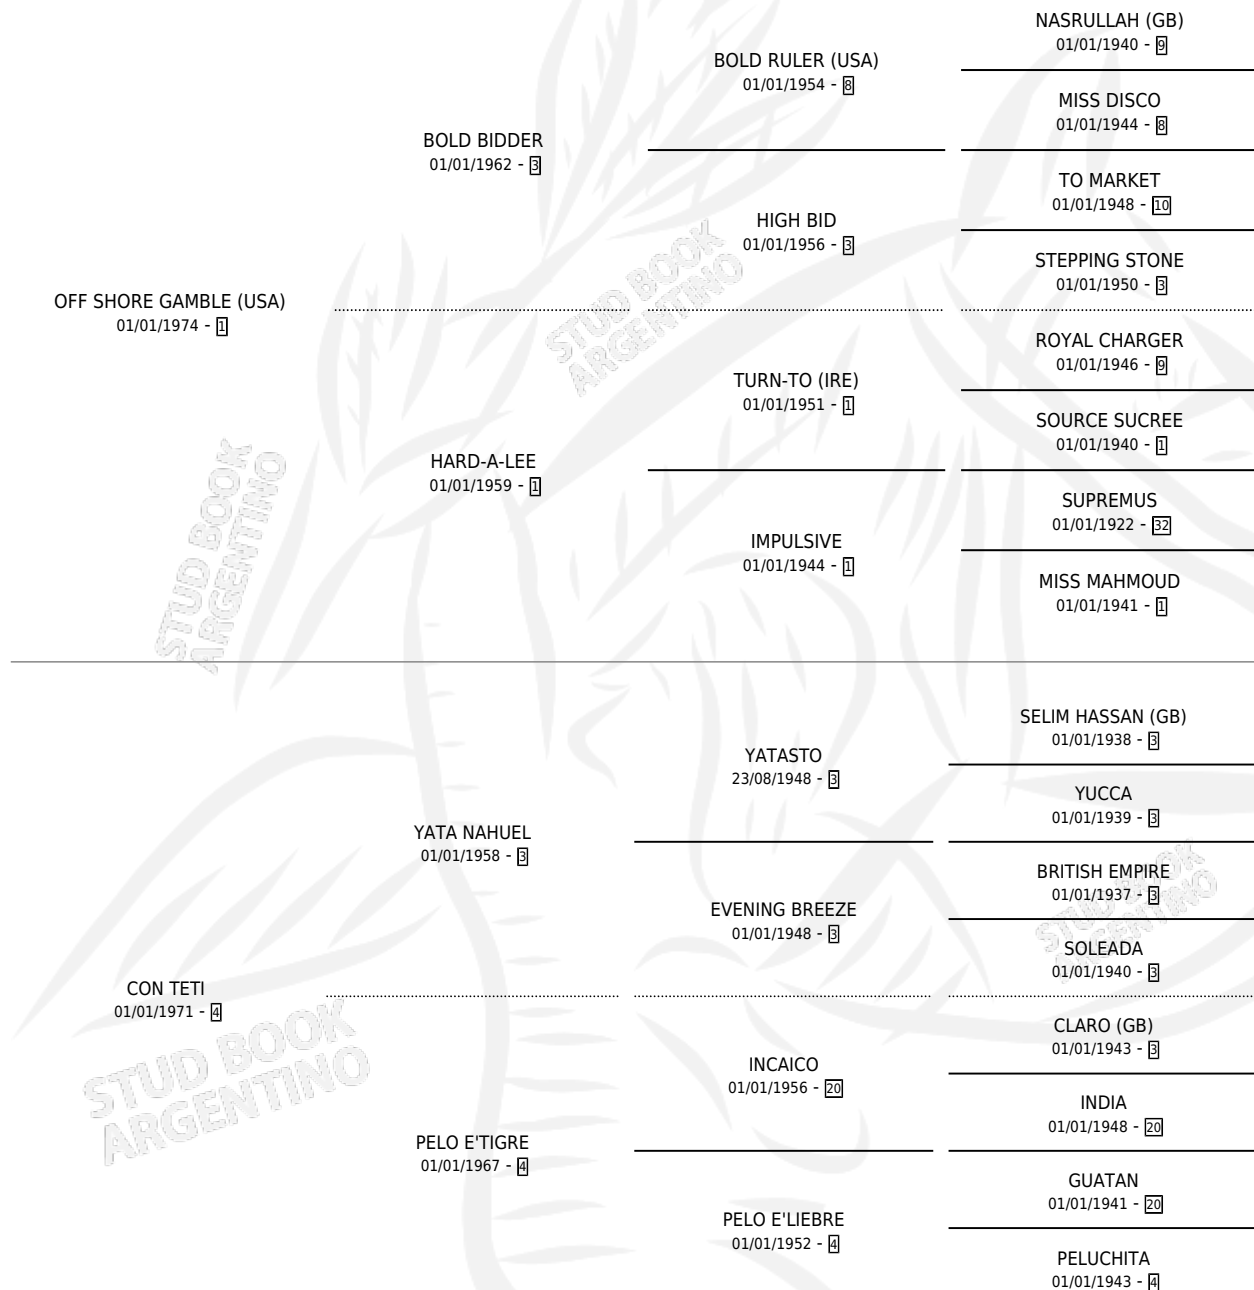 NASRULLAH (GB)
01/01/1940 - 9
BOLD RULER (USA)
01/01/1954 - 8
MISS DISCO
01/01/1944 - 8
BOLD BIDDER
01/01/1962 - 3
TO MARKET
01/01/1948 - 10
HIGH BID
01/01/1956 - 3
STEPPING STONE
01/01/1950 - 3
OFF SHORE GAMBLE (USA)
01/01/1974 - 1
ROYAL CHARGER
01/01/1946 - 9
TURN-TO (IRE)
01/01/1951 - 1
SOURCE SUCREE
01/01/1940 - 1
HARD-A-LEE
01/01/1959 - 1
SUPREMUS
01/01/1922 - 32
IMPULSIVE
01/01/1944 - 1
MISS MAHMOUD
01/01/1941 - 1
SELIM HASSAN (GB)
01/01/1938 - 3
YATASTO
23/08/1948 - 3
YUCCA
01/01/1939 - 3
YATA NAHUEL
01/01/1958 - 3
BRITISH EMPIRE
01/01/1937 - 3
EVENING BREEZE
01/01/1948 - 3
SOLEADA
01/01/1940 - 3
CON TETI
01/01/1971 - 4
CLARO (GB)
01/01/1943 - 3
INCAICO
01/01/1956 - 20
INDIA
01/01/1948 - 20
PELO E'TIGRE
01/01/1967 - 4
GUATAN
01/01/1941 - 20
PELO E'LIEBRE
01/01/1952 - 4
PELUCHITA
01/01/1943 - 4
STUD BOOK
ARGENTINO
STUD BOOK
ARGENTINO
STUD BOOK
ARGENTINO
STUD BOOK
ARGENTINO